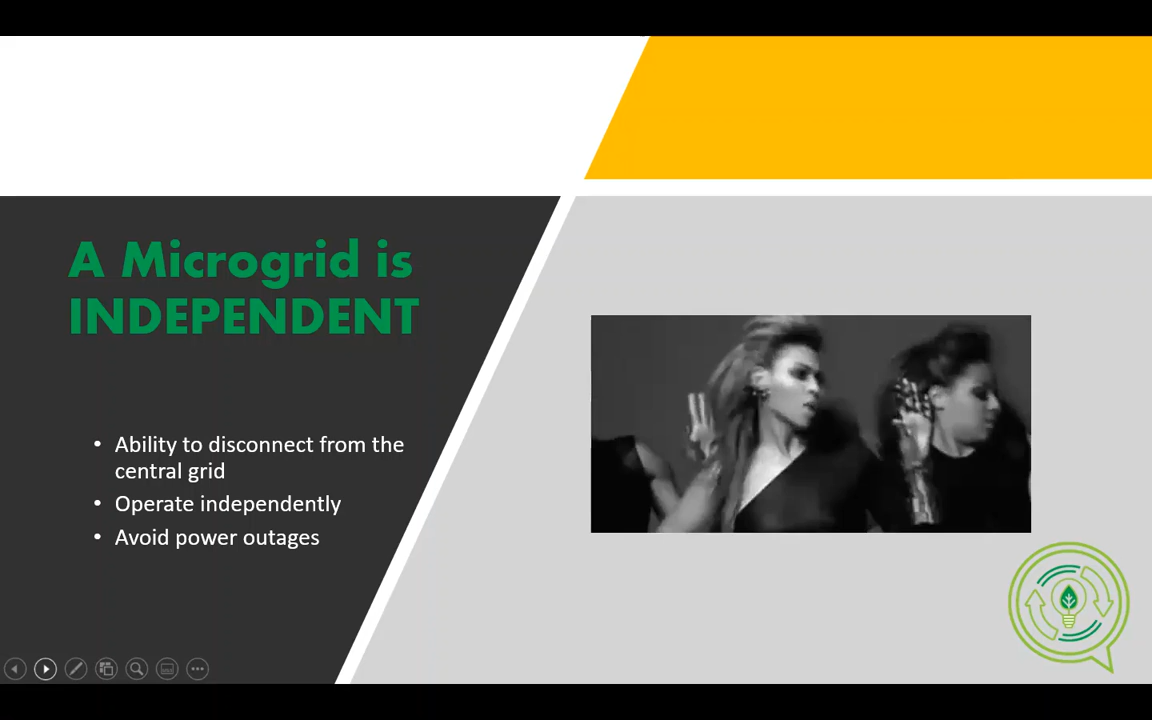 A Microgrid is
INDEPENDENT
• Ability to disconnect from the
central grid
• Operate independently
• Avoid power outages